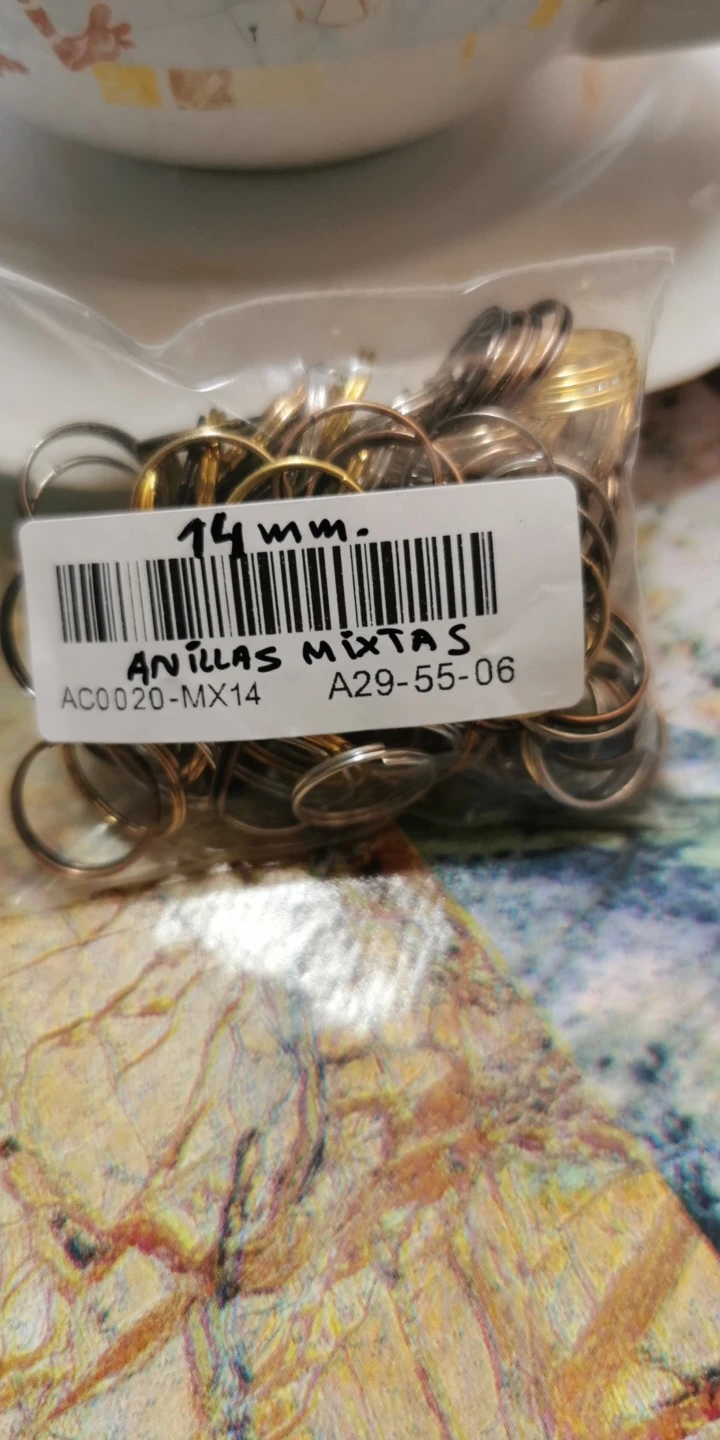 14 mm.
ANILLAS MIXTAS
AC0020-MX14 A29-55-06